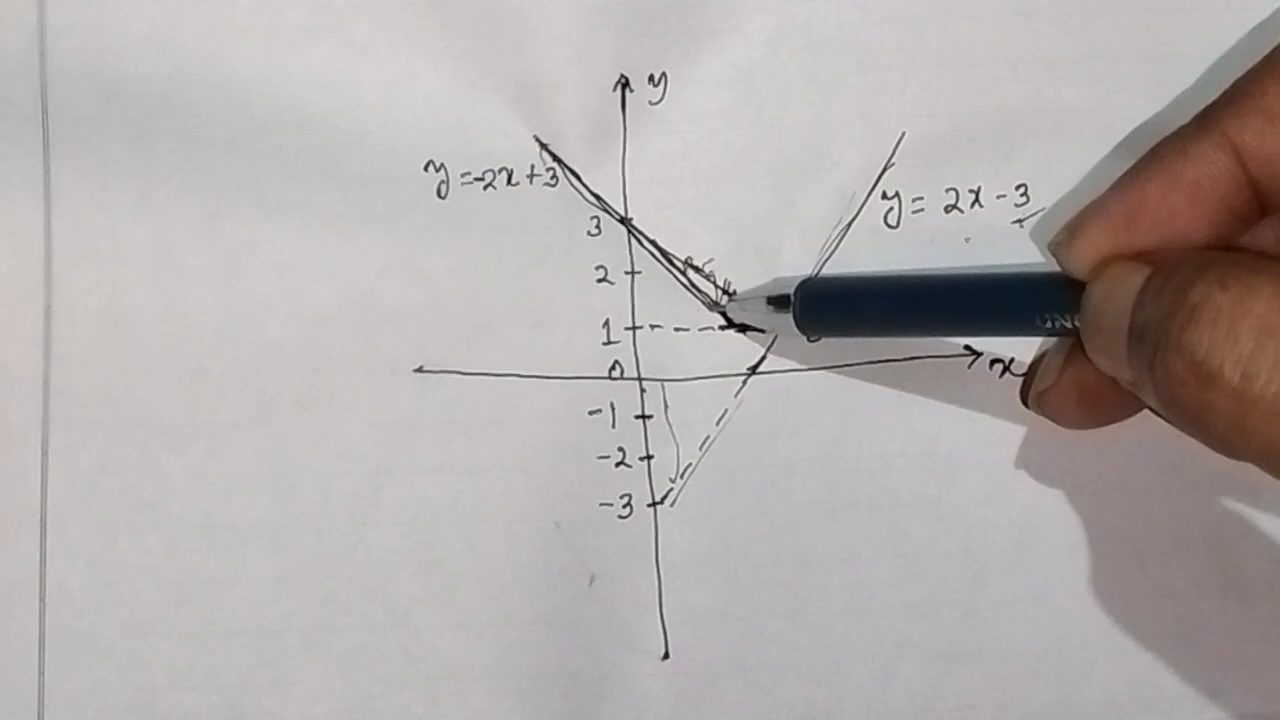 y
y = -2x + 3
y = 2x - 3
3
2
1
0
x
-1
-2
-3